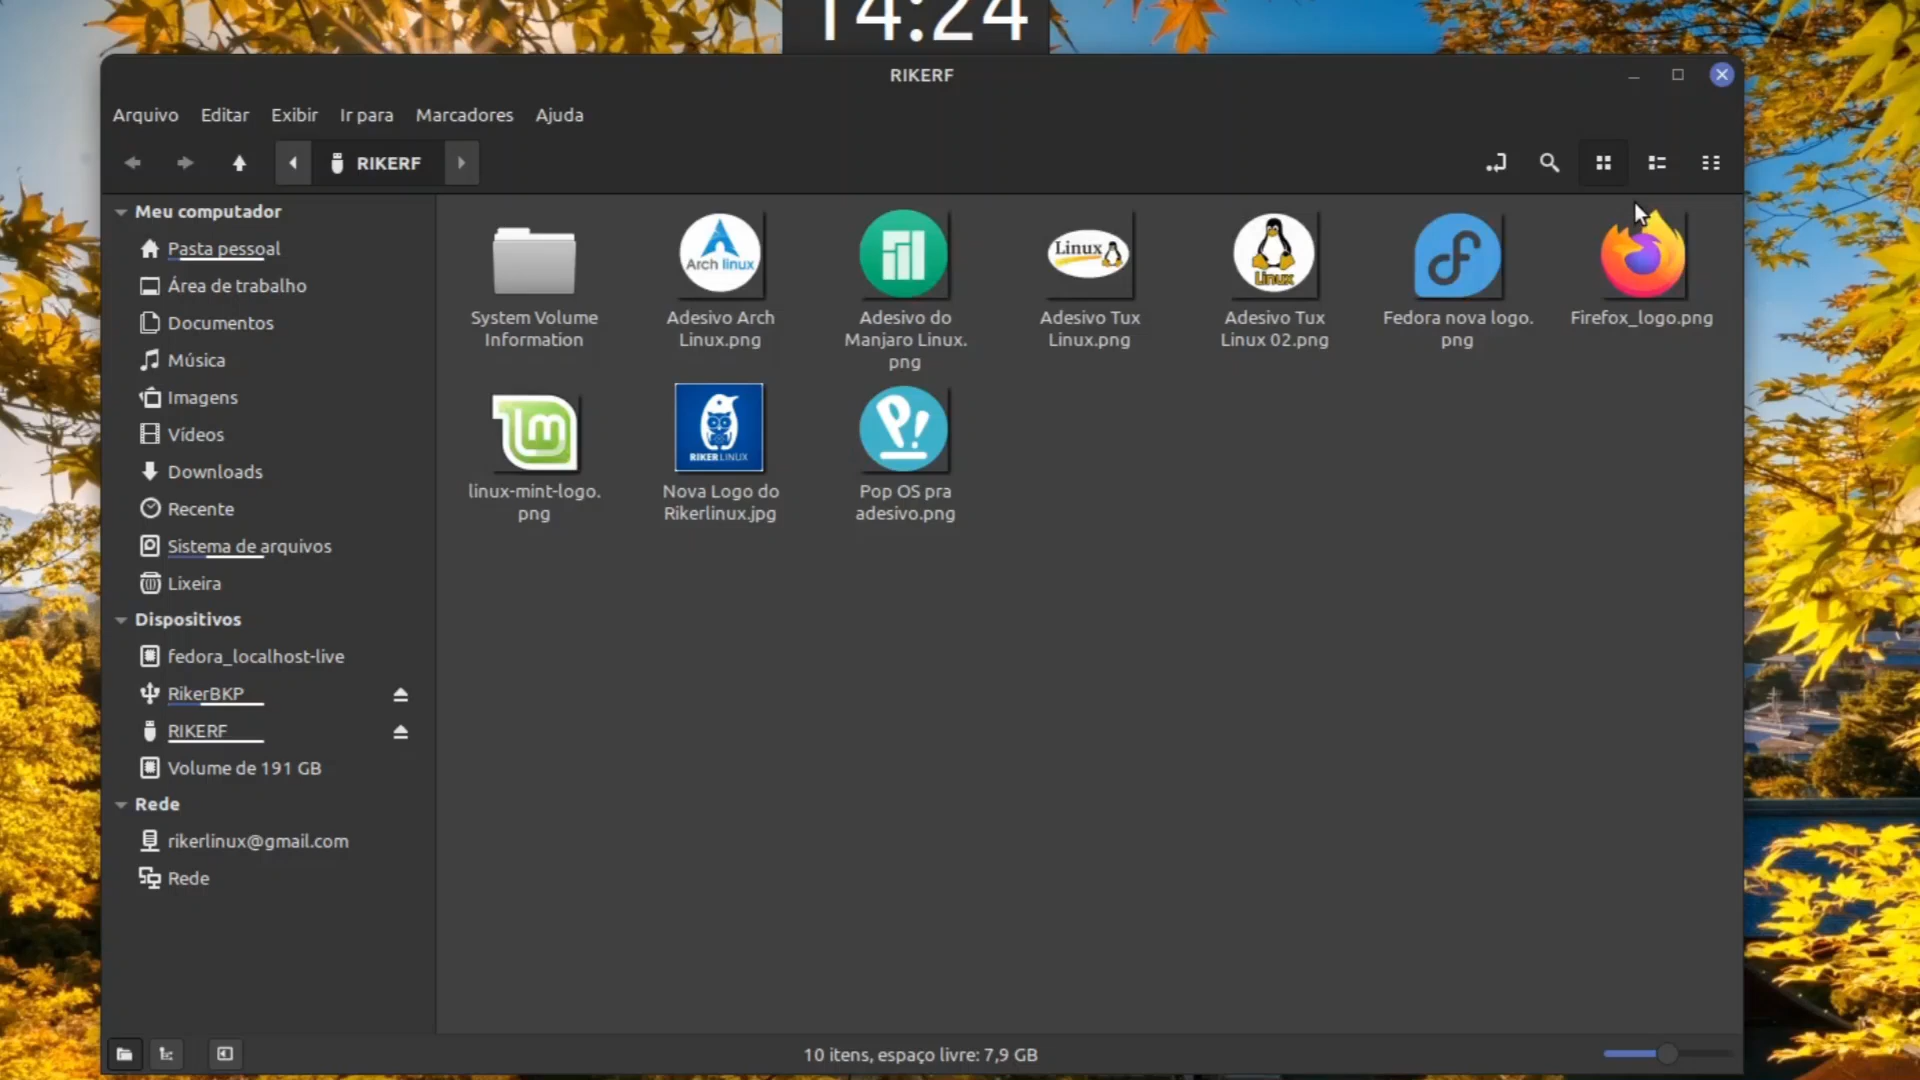 14:24
RIKERF
Arquivo Editar Exibir Ir para Marcadores Ajuda
RIKERF
Meu computador
Pasta pessoal
Área de trabalho
Documentos
Música
Imagens
Vídeos
Downloads
Recente
Sistema de arquivos
Lixeira
Dispositivos
fedora_localhost-live
RikerBKP
RIKERF
Volume de 191 GB
Rede
rikerlinux@gmail.com
Rede
System Volume
Information
Arch linux
Adesivo Arch
Linux.png
Adesivo do
Manjaro Linux.
png
Linux
Adesivo Tux
Linux.png
Linux
Adesivo Tux
Linux 02.png
Fedora nova logo.
png
Firefox_logo.png
lm
linux-mint-logo.
png
RIKERLINUX
Nova Logo do
Rikerlinux.jpg
P!
Pop OS pra
adesivo.png
10 itens, espaço livre: 7,9 GB